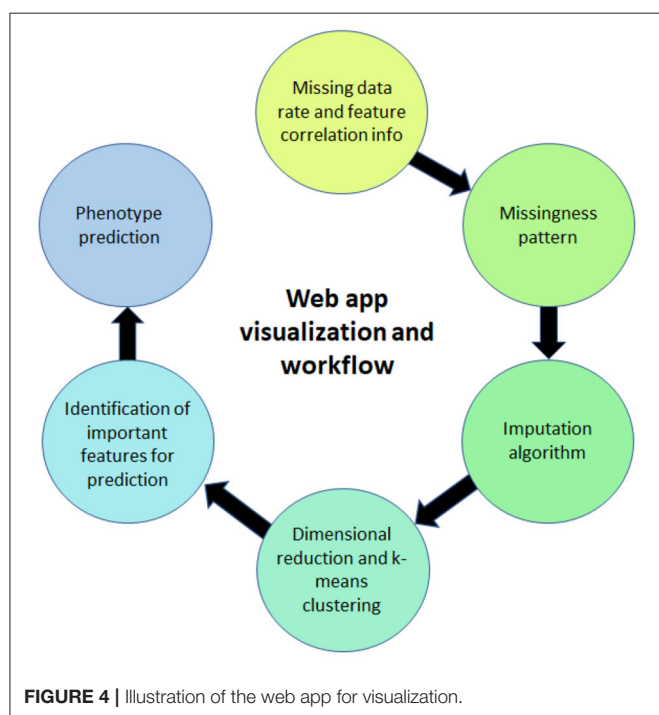 Missing data
rate and feature
correlation info
Missingness
pattern
Imputation
algorithm
Dimensional
reduction and k-
means
clustering
Identification of
important
features for
prediction
Phenotype
prediction
Web app
visualization and
workflow
FIGURE 4 | Illustration of the web app for visualization.